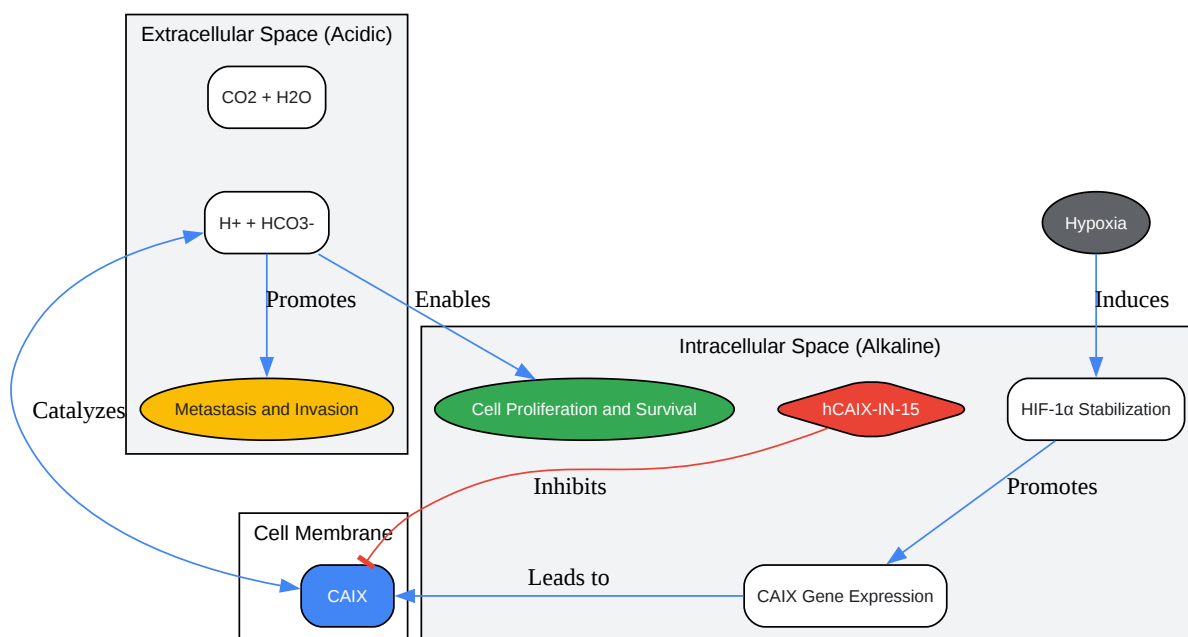 Extracellular Space (Acidic)
CO2 + H2O
H+ + HCO3-
Hypoxia
Promotes
Enables
Induces
Intracellular Space (Alkaline)
Catalyzes
Metastasis and Invasion
Cell Proliferation and Survival
hCAIX-IN-15
HIF-1α Stabilization
Inhibits
Promotes
Cell Membrane
Leads to
CAIX
CAIX Gene Expression